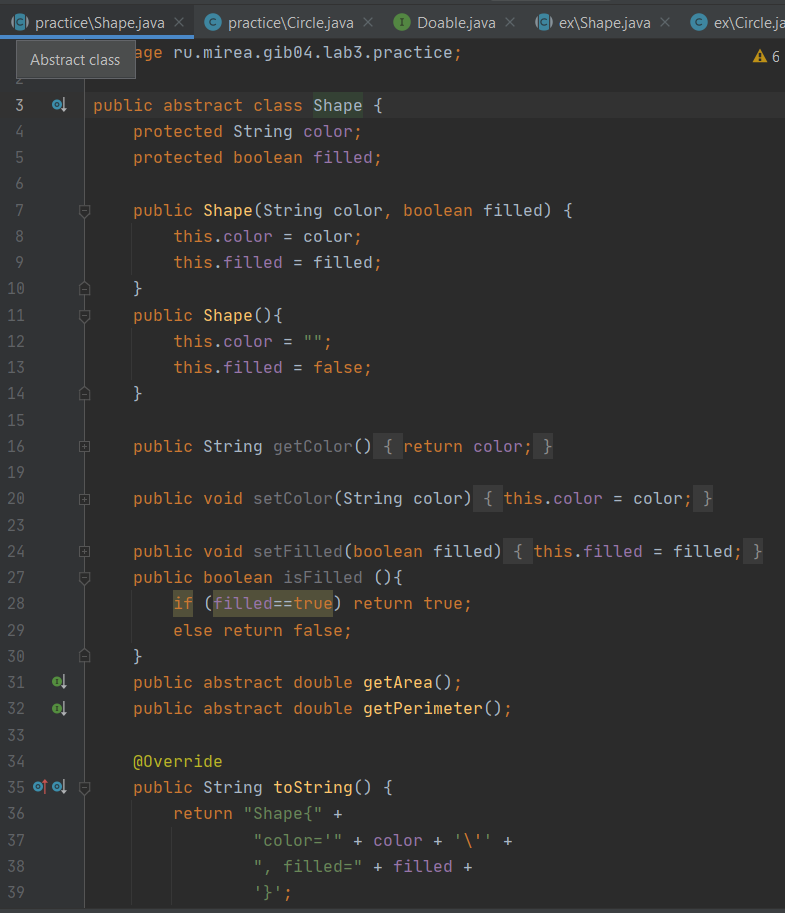 practice\Shape.java practice\Circle.java Doable.java ex\Shape.java ex\Circle.ja
Abstract class
age ru.mirea.gib04.lab3.practice; 6
2
3 public abstract class Shape {
4 protected String color;
5 protected boolean filled;
6
7 public Shape(String color, boolean filled) {
8 this.color = color;
9 this.filled = filled;
10 }
11 public Shape(){
12 this.color = "";
13 this.filled = false;
14 }
15
16 public String getColor() { return color; }
19
20 public void setColor(String color) { this.color = color; }
23
24 public void setFilled(boolean filled) { this.filled = filled; }
27 public boolean isFilled (){
28 if (filled==true) return true;
29 else return false;
30 }
31 public abstract double getArea();
32 public abstract double getPerimeter();
33
34 @Override
35 public String toString() {
36 return "Shape{" +
37 "color='" + color + '\'' +
38 ", filled=" + filled +
39 '}';